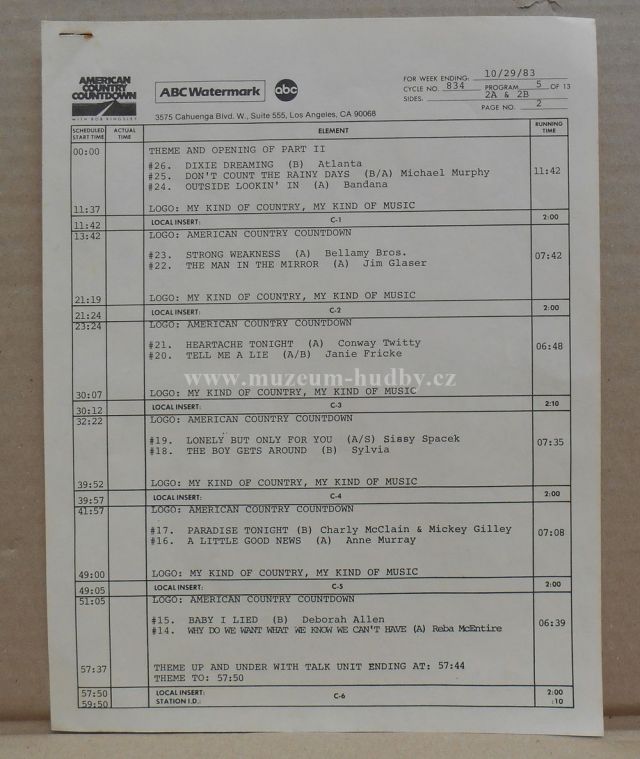 AMERICAN
COUNTRY
COUNTDOWN
WITH BOB KINGSLEY
ABC Watermark abc
3575 Cahuenga Blvd. W., Suite 555, Los Angeles, CA 90068
FOR WEEK ENDING: 10/29/83
CYCLE NO. 834 PROGRAM 5 OF 13
SIDES: 2A & 2B
PAGE NO. 2
SCHEDULED START TIME ACTUAL TIME ELEMENT RUNNING TIME
00:00 THEME AND OPENING OF PART II
#26. DIXIE DREAMING (B) Atlanta
#25. DON'T COUNT THE RAINY DAYS (B/A) Michael Murphy 11:42
#24. OUTSIDE LOOKIN' IN (A) Bandana
11:37 LOGO: MY KIND OF COUNTRY, MY KIND OF MUSIC
11:42 LOCAL INSERT: C-1 2:00
13:42 LOGO: AMERICAN COUNTRY COUNTDOWN
#23. STRONG WEAKNESS (A) Bellamy Bros. 07:42
#22. THE MAN IN THE MIRROR (A) Jim Glaser
21:19 LOGO: MY KIND OF COUNTRY, MY KIND OF MUSIC
21:24 LOCAL INSERT: C-2 2:00
23:24 LOGO: AMERICAN COUNTRY COUNTDOWN
#21. HEARTACHE TONIGHT (A) Conway Twitty 06:48
#20. TELL ME A LIE (A/B) Janie Fricke
www.muzeum-hudby.cz
30:07 LOGO: MY KIND OF COUNTRY, MY KIND OF MUSIC
30:12 LOCAL INSERT: C-3 2:10
32:22 LOGO: AMERICAN COUNTRY COUNTDOWN
#19. LONELY BUT ONLY FOR YOU (A/S) Sissy Spacek 07:35
#18. THE BOY GETS AROUND (B) Sylvia
39:52 LOGO: MY KIND OF COUNTRY, MY KIND OF MUSIC
39:57 LOCAL INSERT: C-4 2:00
41:57 LOGO: AMERICAN COUNTRY COUNTDOWN
#17. PARADISE TONIGHT (B) Charly McClain & Mickey Gilley 07:08
#16. A LITTLE GOOD NEWS (A) Anne Murray
49:00 LOGO: MY KIND OF COUNTRY, MY KIND OF MUSIC
49:05 LOCAL INSERT: C-5 2:00
51:05 LOGO: AMERICAN COUNTRY COUNTDOWN
#15. BABY I LIED (B) Deborah Allen 06:39
#14. WHY DO WE WANT WHAT WE KNOW WE CAN'T HAVE (A) Reba McEntire
57:37 THEME UP AND UNDER WITH TALK UNIT ENDING AT: 57:44
THEME TO: 57:50
57:50 LOCAL INSERT: C-6 2:00
59:50 STATION I.D.: :10